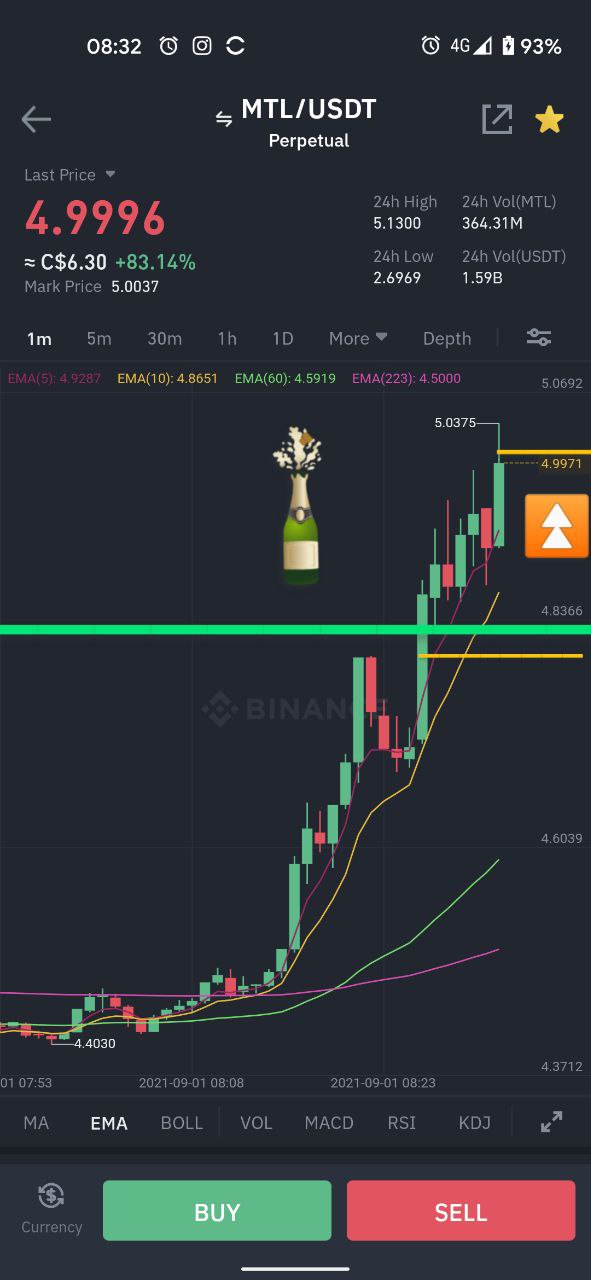 08:32 4G 93%
MTL/USDT
Perpetual
Last Price
4.9996
≈ C$6.30 +83.14%
Mark Price 5.0037
24h High 24h Vol(MTL)
5.1300 364.31M
24h Low 24h Vol(USDT)
2.6969 1.59B
1m 5m 30m 1h 1D More Depth
EMA(5): 4.9287 EMA(10): 4.8651 EMA(60): 4.5919 EMA(223): 4.5000
5.0692
5.0375
4.9971
4.8366
BINANCE
4.6039
4.4030
4.3712
01 07:53 2021-09-01 08:08 2021-09-01 08:23
MA EMA BOLL VOL MACD RSI KDJ
Currency BUY SELL